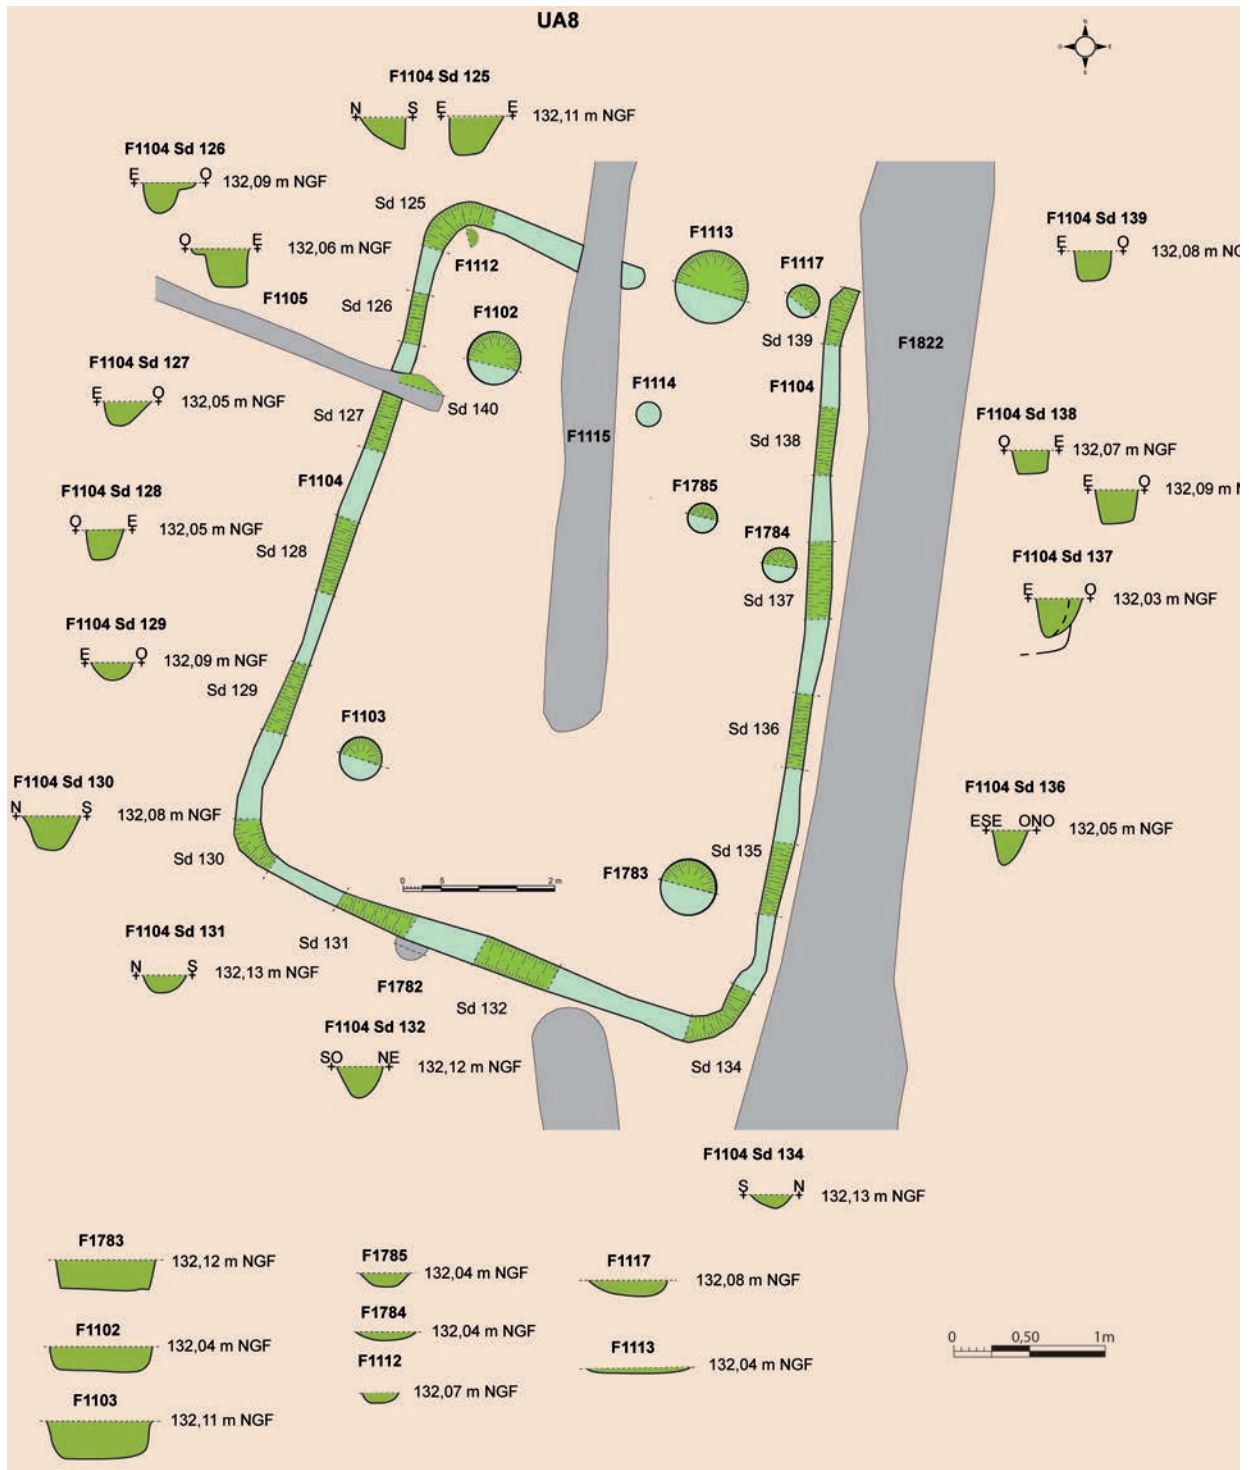 UA8
N
O E
S
F1104 Sd 125
N S E E 132,11 m NGF
F1104 Sd 126
E O 132,09 m NGF
O E 132,06 m NGF
Sd 125
F1112
F1105
Sd 126
F1102
F1113
F1117
Sd 139
F1104 Sd 139
E O 132,08 m NG
F1822
F1104 Sd 127
E O 132,05 m NGF
Sd 127
Sd 140
F1114
F1104
F1115
Sd 138
F1104 Sd 138
O E 132,07 m NGF
E O 132,09 m
F1104
F1104 Sd 128
O E 132,05 m NGF
Sd 128
F1785
F1784
Sd 137
F1104 Sd 137
E O 132,03 m NGF
F1104 Sd 129
E O 132,09 m NGF
Sd 129
F1103
Sd 136
F1104 Sd 136
ESE ONO 132,05 m NGF
F1104 Sd 130
N S 132,08 m NGF
Sd 130
Sd 135
F1783
0 5 2 m
F1104 Sd 131
N S 132,13 m NGF
Sd 131
F1782
Sd 132
F1104 Sd 132
SO NE 132,12 m NGF
Sd 134
F1104 Sd 134
S N 132,13 m NGF
F1783
132,12 m NGF
F1102
132,04 m NGF
F1103
132,11 m NGF
F1785
132,04 m NGF
F1784
132,04 m NGF
F1112
132,07 m NGF
F1117
132,08 m NGF
F1113
132,04 m NGF
0 0,50 1m